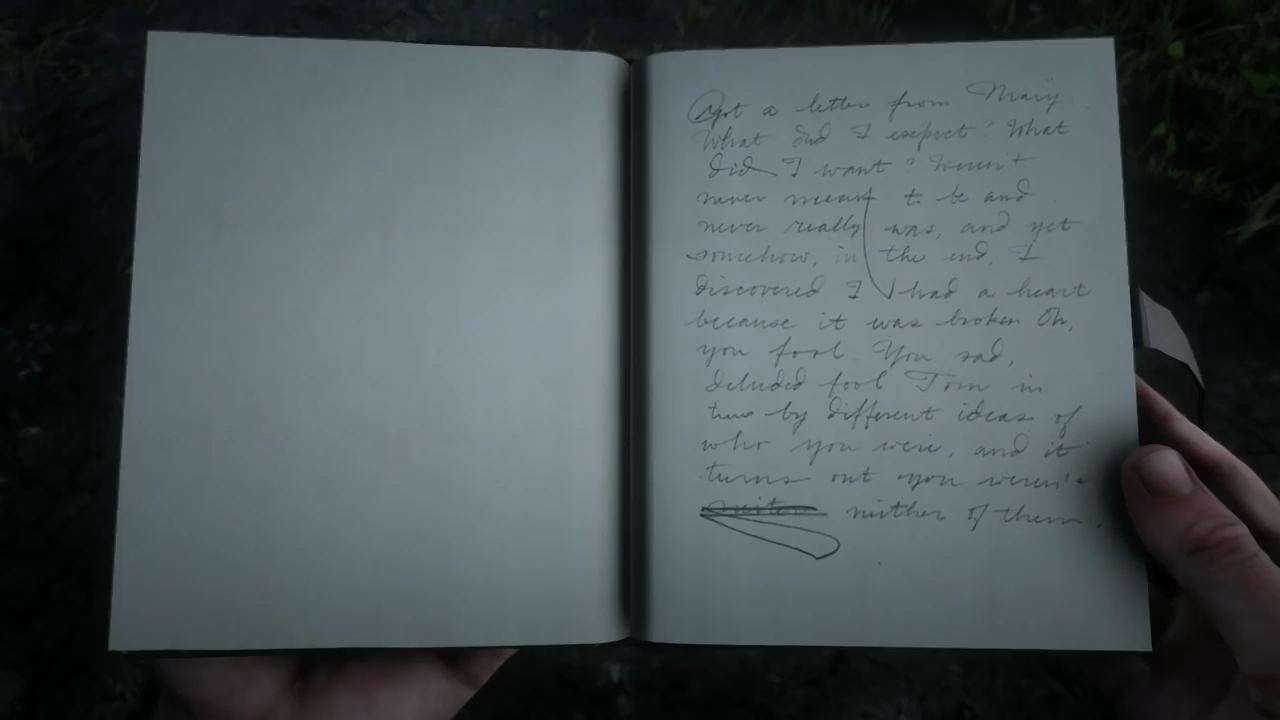 Got a letter from Mary
What did I expect? What
did I want? Weren't
never meant to be and
never really was, and yet
somehow, in the end, I
discovered I had a heart
because it was broken Oh,
you fool You sad,
deluded fool Torn in
two by different ideas of
who you were, and it
turns out you weren't
neither of them.